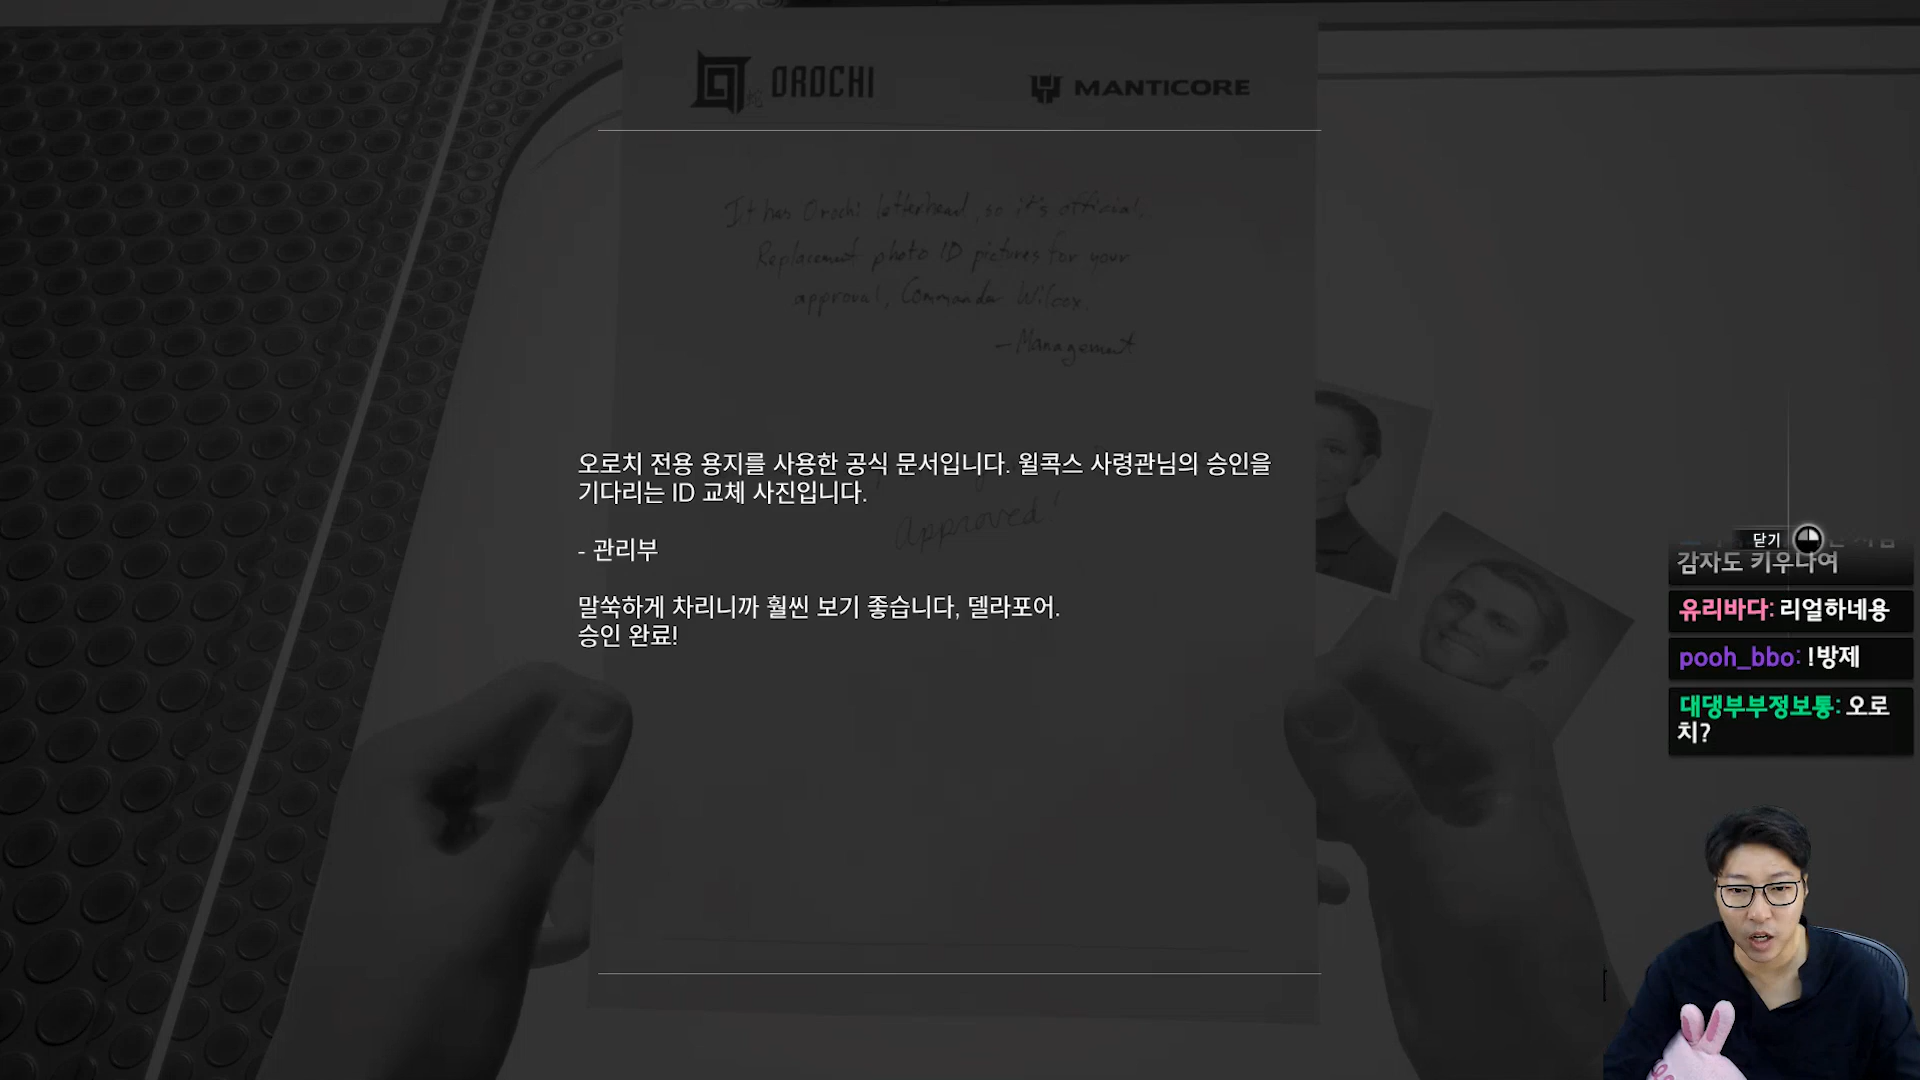 OROCHI
MANTICORE
It has Orochi letterhead, so it's official.
Replacement photo ID pictures for your
approval, Commander Wilcox.
-Management
오로치 전용 용지를 사용한 공식 문서입니다. 윌콕스 사령관님의 승인을
기다리는 ID 교체 사진입니다.
- 관리부
Approved!
말쑥하게 차리니까 훨씬 보기 좋습니다, 델라포어.
승인 완료!
닫기
감자도 키우나여
유리바다: 리얼하네용
pooh_bbo: !방제
대댕부부정보통: 오로
치?